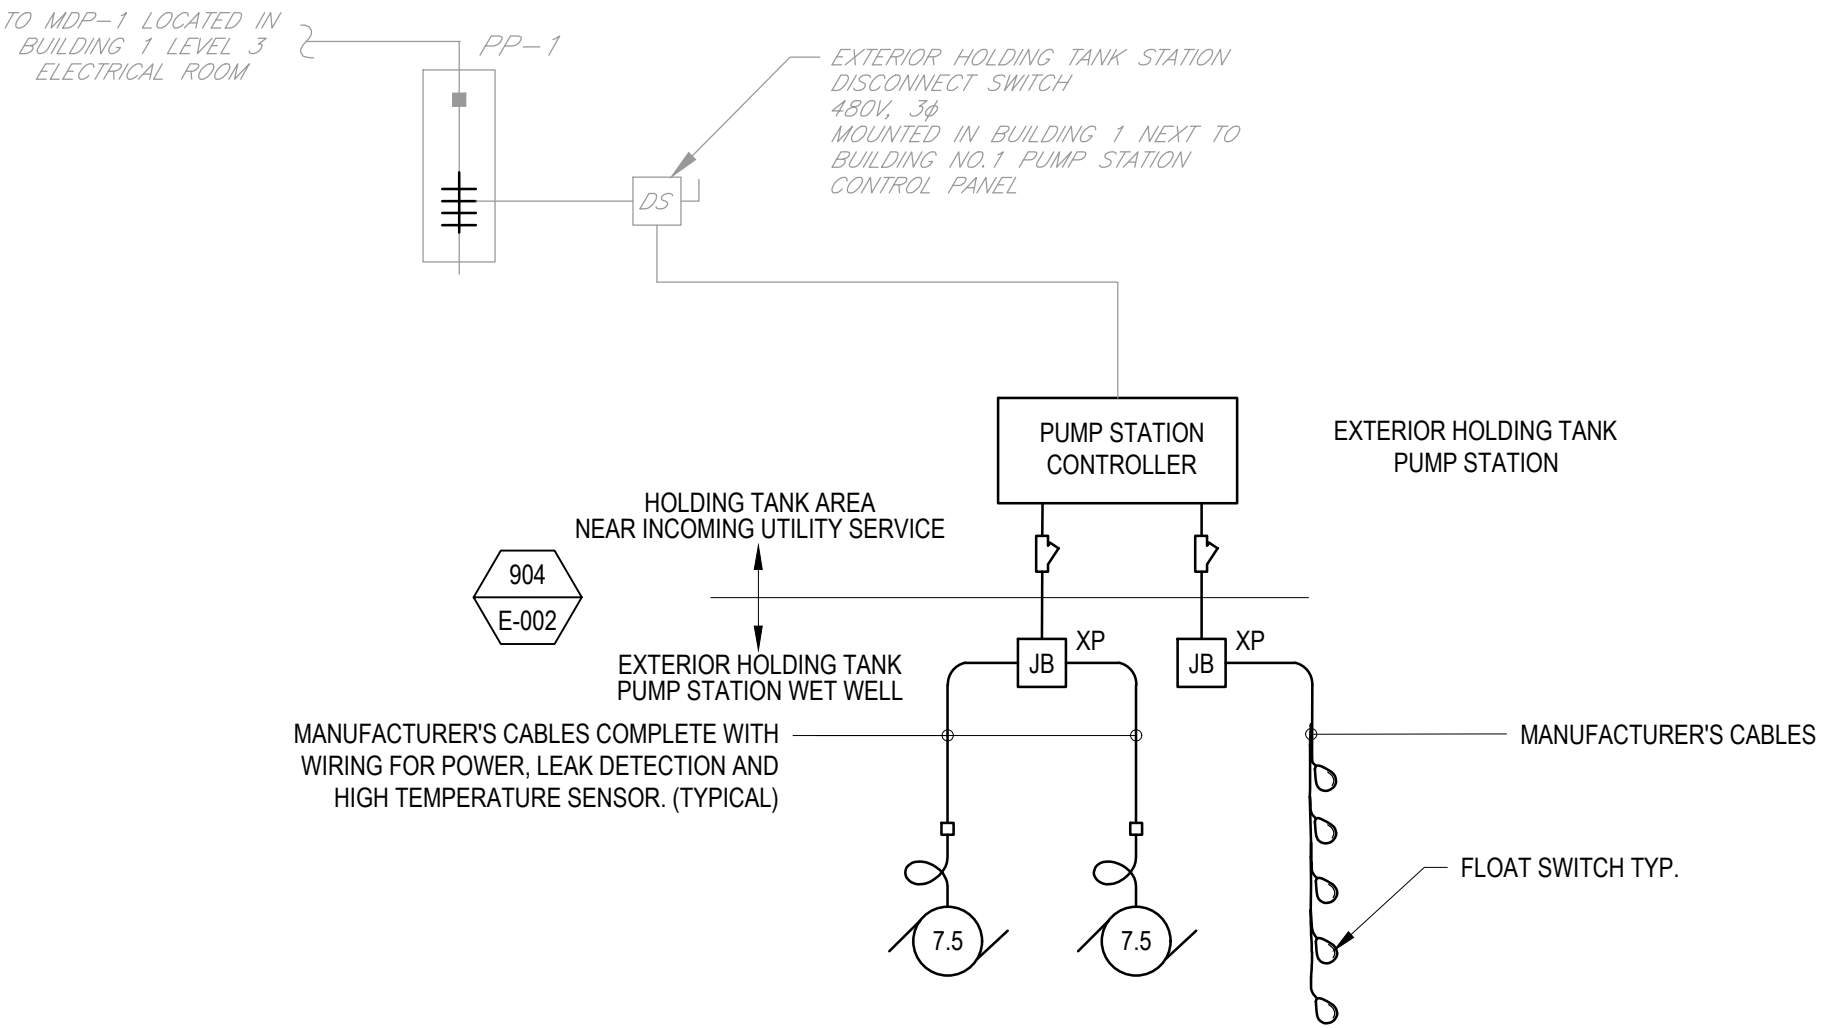 TO MDP-1 LOCATED IN
BUILDING 1 LEVEL 3
ELECTRICAL ROOM
PP-1
EXTERIOR HOLDING TANK STATION
DISCONNECT SWITCH
480V, 3ϕ
MOUNTED IN BUILDING 1 NEXT TO
BUILDING NO.1 PUMP STATION
CONTROL PANEL
DS
PUMP STATION
CONTROLLER
EXTERIOR HOLDING TANK
PUMP STATION
HOLDING TANK AREA
NEAR INCOMING UTILITY SERVICE
904
E-002
EXTERIOR HOLDING TANK
PUMP STATION WET WELL
JB
XP
JB
XP
MANUFACTURER'S CABLES COMPLETE WITH
WIRING FOR POWER, LEAK DETECTION AND
HIGH TEMPERATURE SENSOR. (TYPICAL)
MANUFACTURER'S CABLES
FLOAT SWITCH TYP.
7.5
7.5